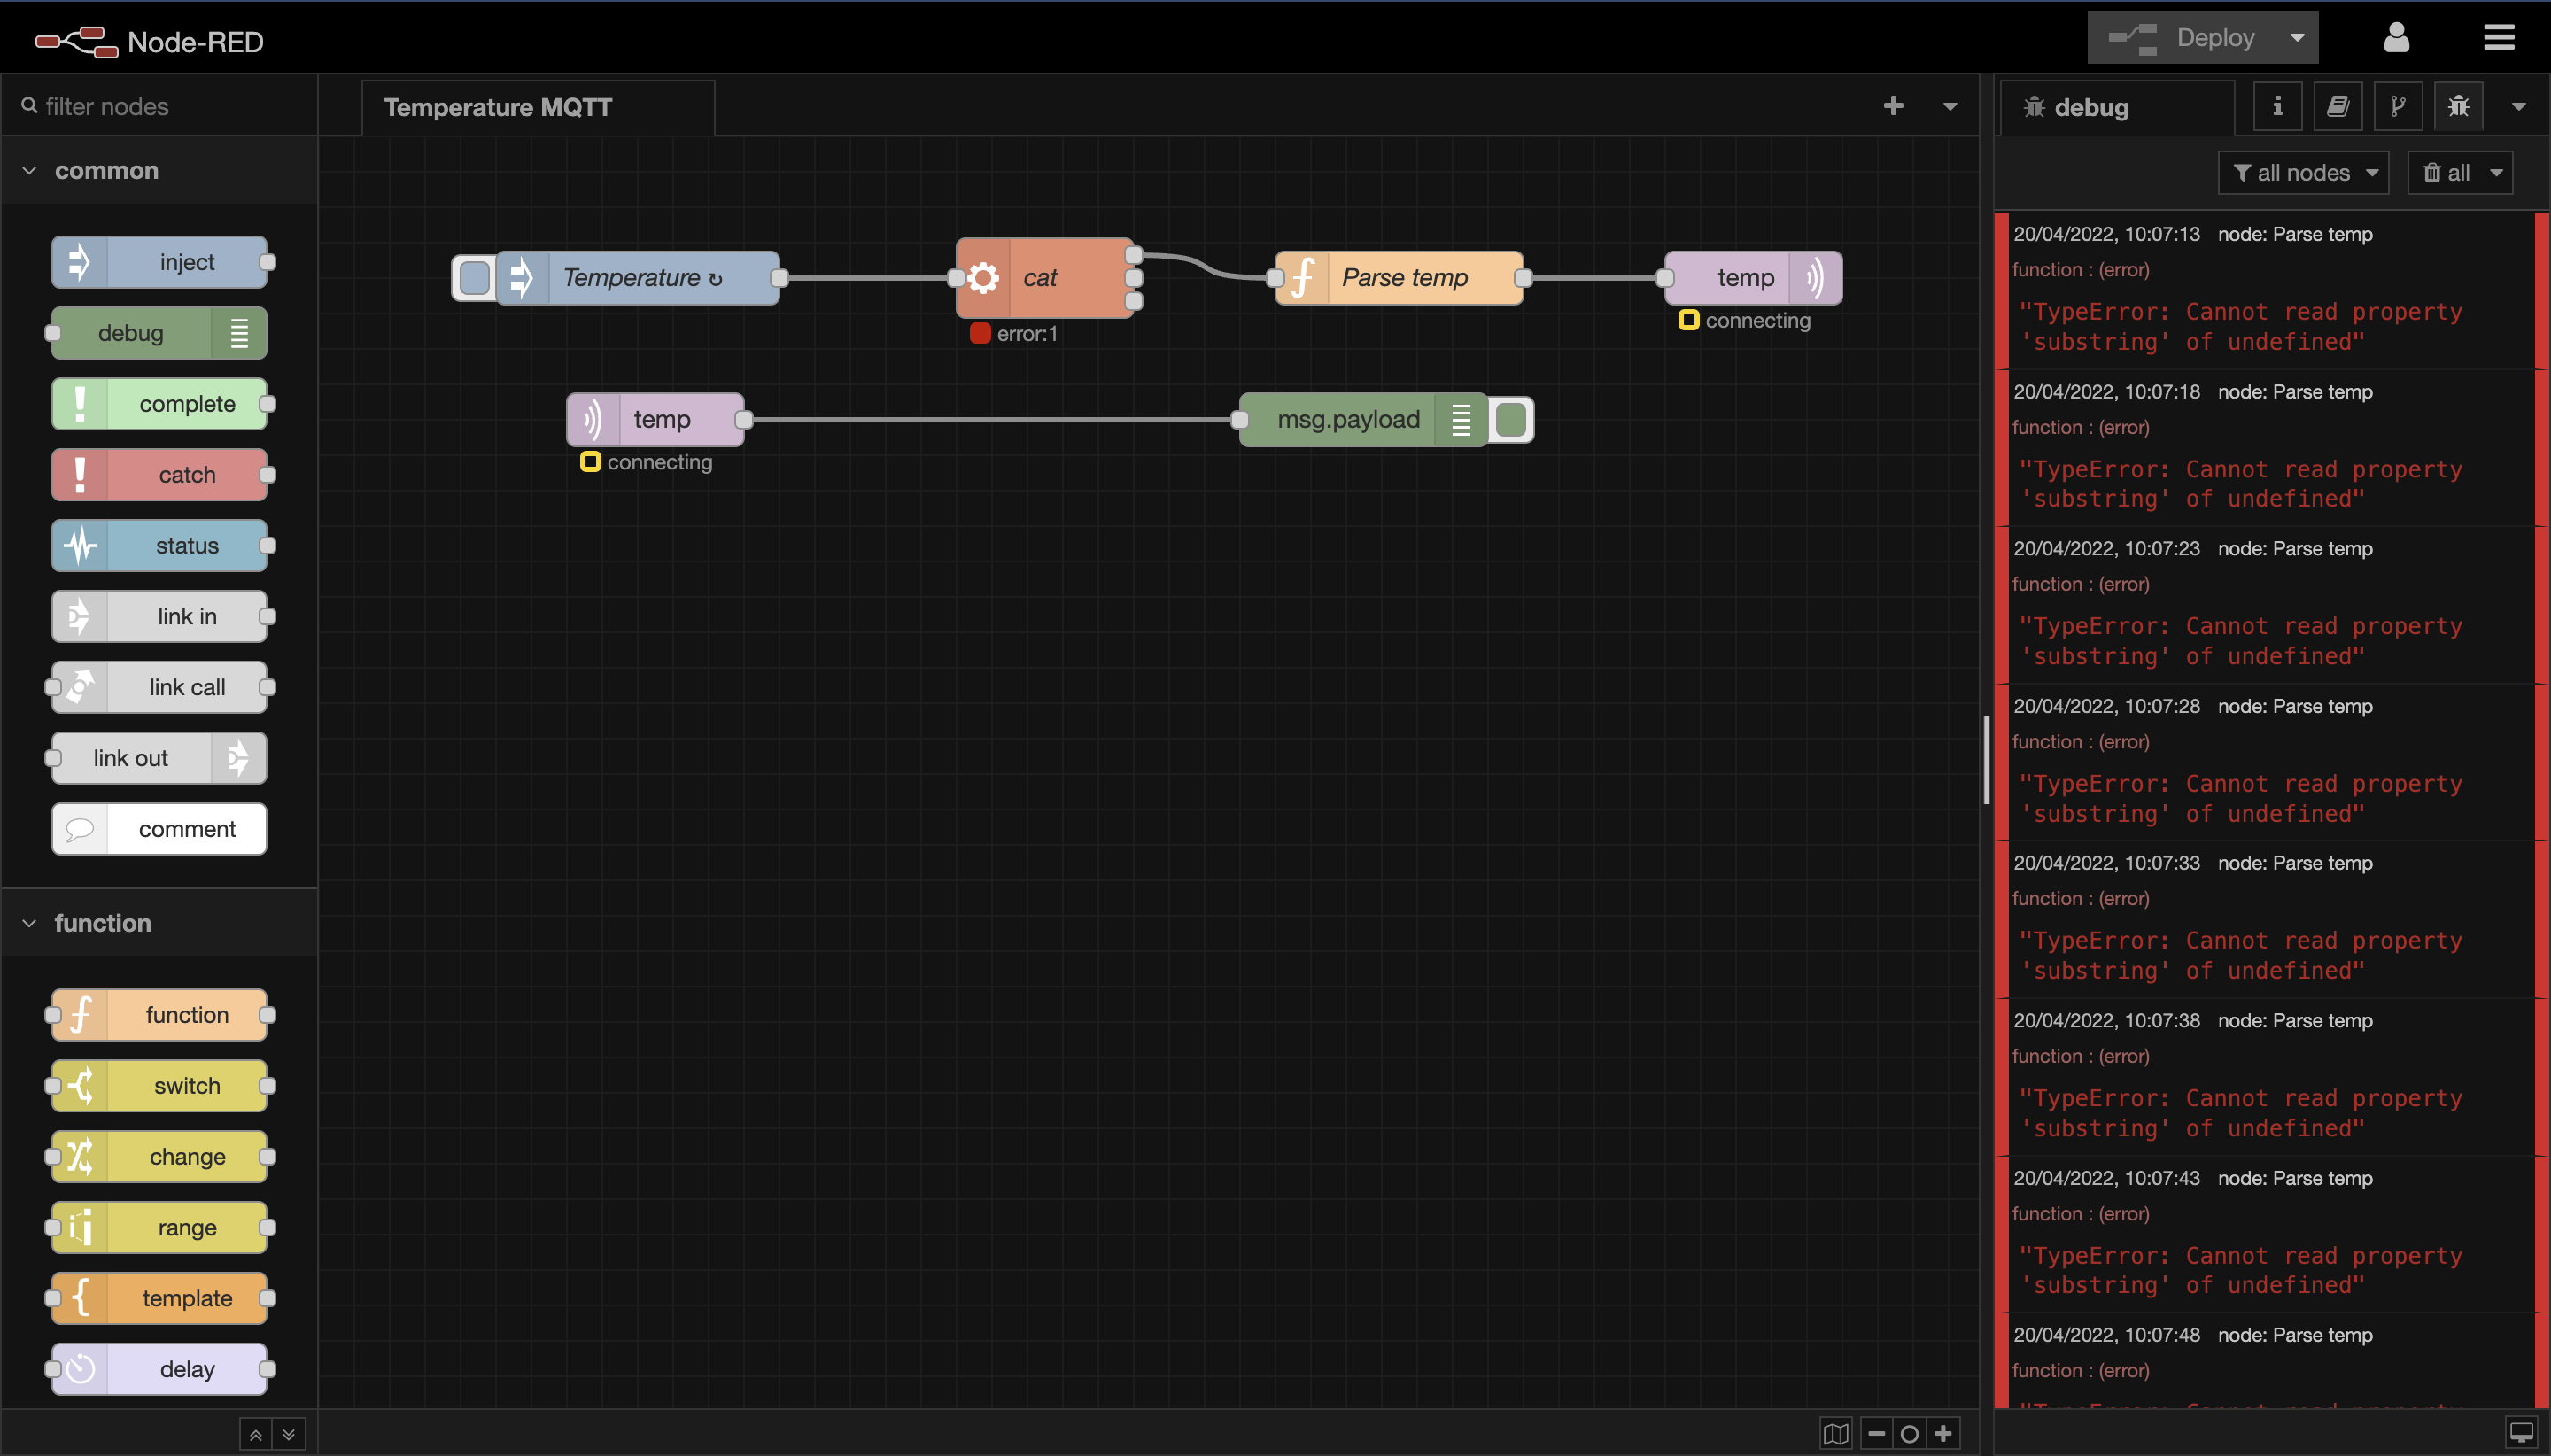 Node-RED
Deploy
filter nodes
Temperature MQTT
debug
all nodes
all
common
inject
debug
complete
catch
status
link in
link call
link out
comment
function
function
switch
change
range
template
delay
Temperature ↻
cat
error:1
Parse temp
temp
connecting
temp
connecting
msg.payload
20/04/2022, 10:07:13 node: Parse temp
function : (error)
"TypeError: Cannot read property
'substring' of undefined"
20/04/2022, 10:07:18 node: Parse temp
function : (error)
"TypeError: Cannot read property
'substring' of undefined"
20/04/2022, 10:07:23 node: Parse temp
function : (error)
"TypeError: Cannot read property
'substring' of undefined"
20/04/2022, 10:07:28 node: Parse temp
function : (error)
"TypeError: Cannot read property
'substring' of undefined"
20/04/2022, 10:07:33 node: Parse temp
function : (error)
"TypeError: Cannot read property
'substring' of undefined"
20/04/2022, 10:07:38 node: Parse temp
function : (error)
"TypeError: Cannot read property
'substring' of undefined"
20/04/2022, 10:07:43 node: Parse temp
function : (error)
"TypeError: Cannot read property
'substring' of undefined"
20/04/2022, 10:07:48 node: Parse temp
function : (error)